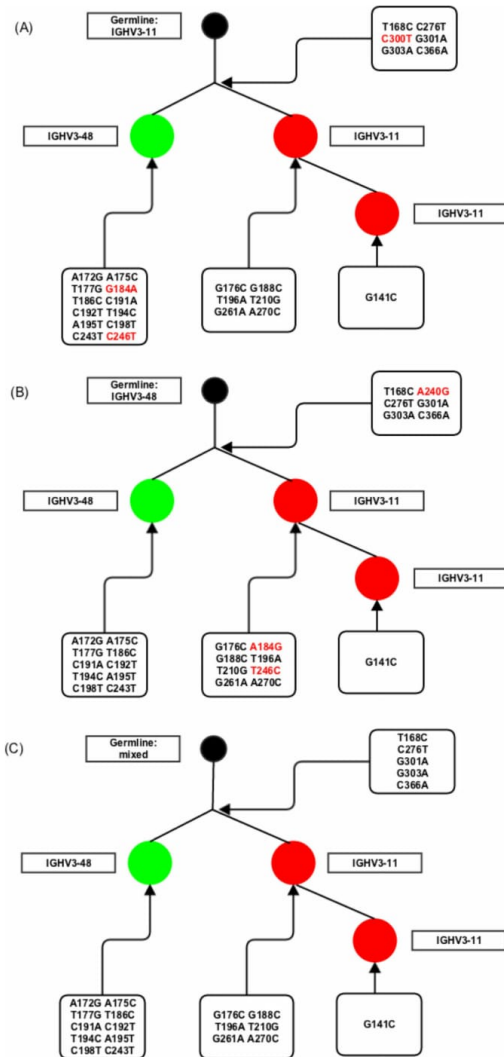 (A)
Germline:
IGHV3-11
T168C C276T
C300T G301A
G303A C366A
IGHV3-48
IGHV3-11
IGHV3-11
A172G A175C
T177G G184A
T186C C191A
C192T T194C
A195T C198T
C243T C246T
G176C G188C
T196A T210G
G261A A270C
G141C
(B)
Germline:
IGHV3-48
T168C A240G
C276T G301A
G303A C366A
IGHV3-48
IGHV3-11
IGHV3-11
A172G A175C
T177G T186C
C191A C192T
T194C A195T
C198T C243T
G176C A184G
G188C T196A
T210G T246C
G261A A270C
G141C
(C)
Germline:
mixed
T168C
C276T
G301A
G303A
C366A
IGHV3-48
IGHV3-11
IGHV3-11
A172G A175C
T177G T186C
C191A C192T
T194C A195T
C198T C243T
G176C G188C
T196A T210G
G261A A270C
G141C